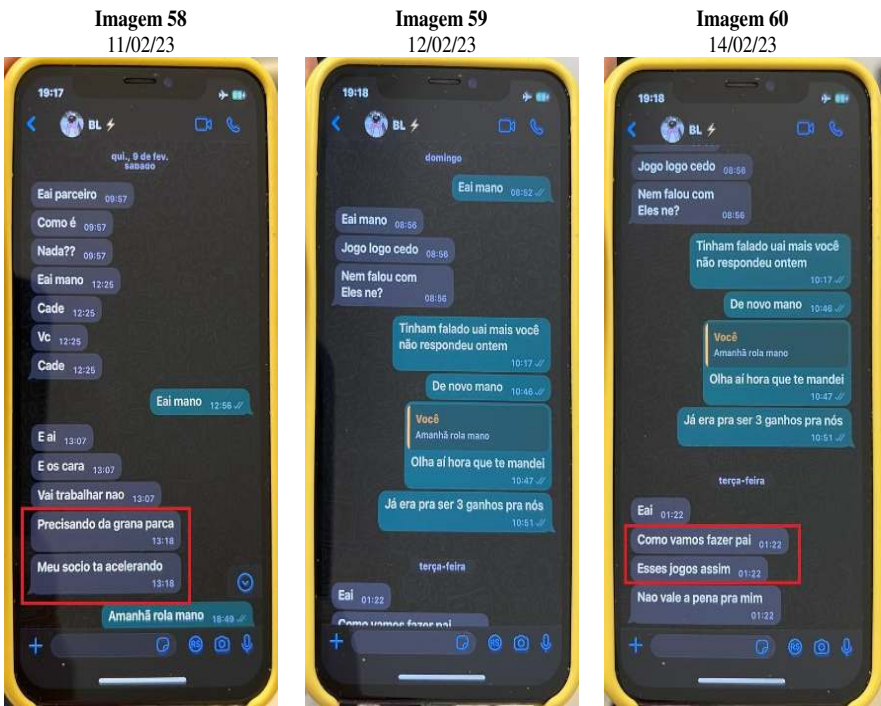 Imagem 58
11/02/23
19:17
BL
qui., 9 de fev.
sábado
Eai parceiro 09:57
Como é 09:57
Nada?? 09:57
Eai mano 12:25
Cade 12:25
Vc 12:25
Cade 12:25
Eai mano 12:56
E ai 13:07
E os cara 13:07
Vai trabalhar nao 13:07
Precisando da grana parca
13:18
Meu socio ta acelerando
13:18
Amanhã rola mano 18:49
Imagem 59
12/02/23
19:18
BL
domingo
Eai mano 08:52
Eai mano 08:56
Jogo logo cedo 08:56
Nem falou com
Eles ne? 08:56
Tinham falado uai mais você
não respondeu ontem
10:17
De novo mano 10:46
Você
Amanhã rola mano
Olha aí hora que te mandei
10:47
Já era pra ser 3 ganhos pra nós
10:51
terça-feira
Eai 01:22
Como vamos fazer pai
Imagem 60
14/02/23
19:18
BL
Jogo logo cedo 08:56
Nem falou com
Eles ne? 08:56
Tinham falado uai mais você
não respondeu ontem
10:17
De novo mano 10:46
Você
Amanhã rola mano
Olha aí hora que te mandei
10:47
Já era pra ser 3 ganhos pra nós
10:51
terça-feira
Eai 01:22
Como vamos fazer pai 01:22
Esses jogos assim 01:22
Nao vale a pena pra mim
01:22